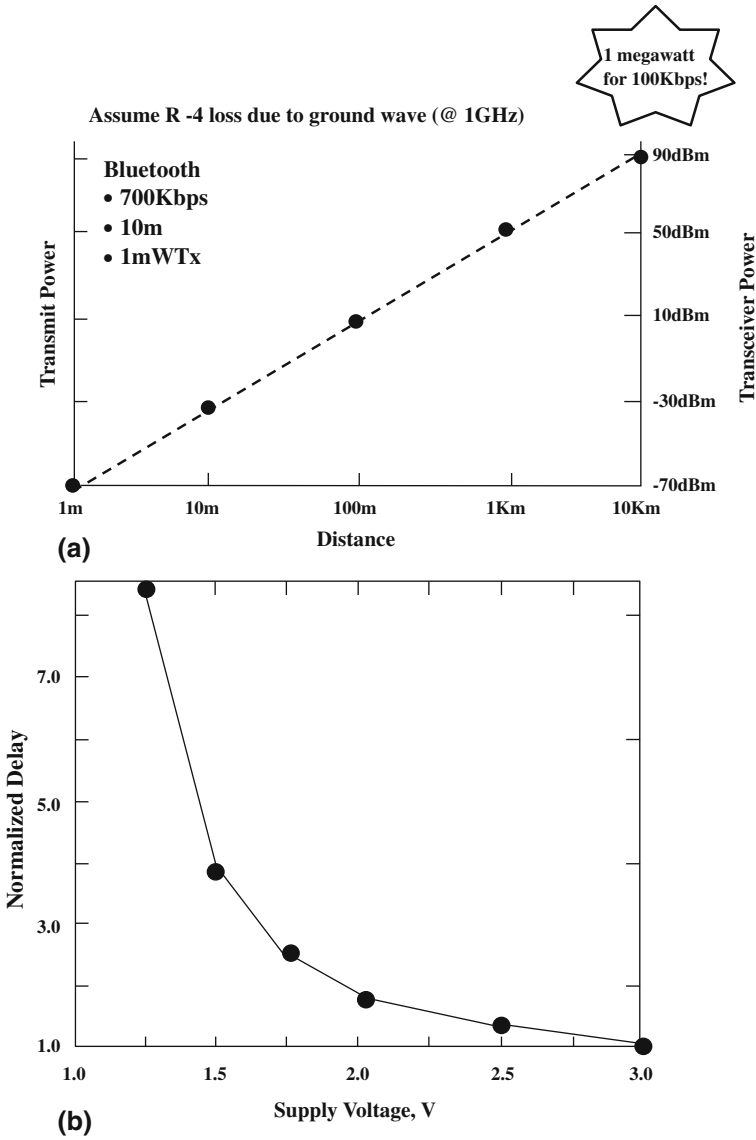 1 megawatt
for 100Kbps!
Assume R -4 loss due to ground wave (@ 1GHz)
Bluetooth
• 700Kbps
• 10m
• 1mWTx
Transmit Power
90dBm
50dBm
10dBm
-30dBm
-70dBm
Transceiver Power
1m
10m
100m
1Km
10Km
Distance
(a)
7.0
5.0
3.0
1.0
Normalized Delay
1.0
1.5
2.0
2.5
3.0
Supply Voltage, V
(b)